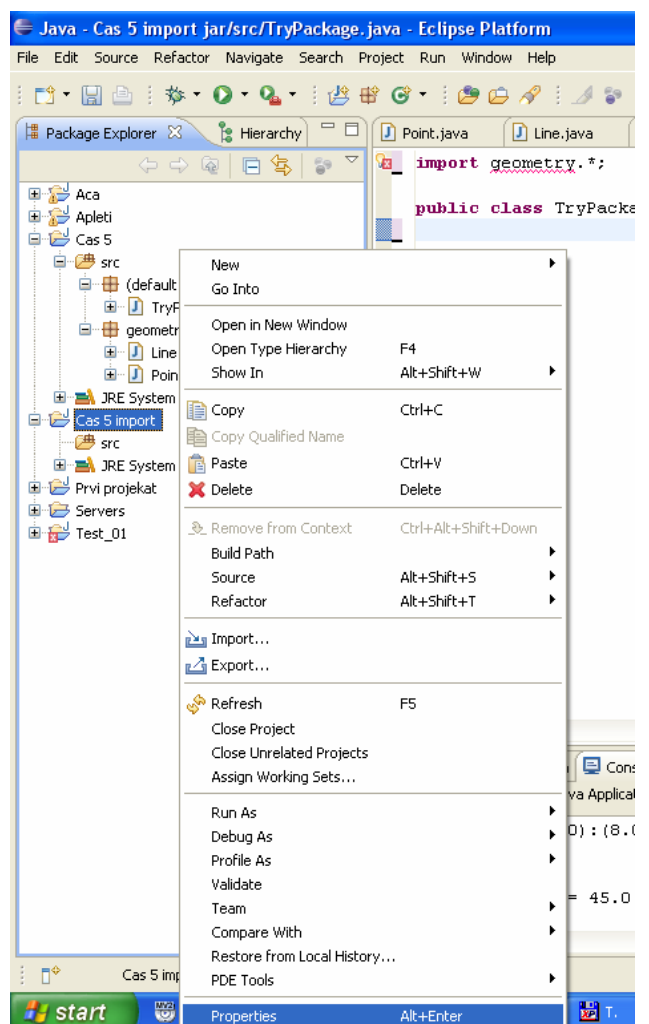 Java - Cas 5 import jar/src/TryPackage.java - Eclipse Platform
File Edit Source Refactor Navigate Search Project Run Window Help
Package Explorer Hierarchy
Point.java Line.java
import geometry.*;
public class TryPacka
Aca
Apleti
Cas 5
src
(default
TryP
geometr
Line
Poin
JRE System
Cas 5 import
src
JRE System
Prvi projekat
Servers
Test_01
New
Go Into
Open in New Window
Open Type Hierarchy F4
Show In Alt+Shift+W
Copy Ctrl+C
Copy Qualified Name
Paste Ctrl+V
Delete Delete
Remove from Context Ctrl+Alt+Shift+Down
Build Path
Source Alt+Shift+S
Refactor Alt+Shift+T
Import...
Export...
Refresh F5
Close Project
Close Unrelated Projects
Assign Working Sets...
Run As
Debug As
Profile As
Validate
Team
Compare With
Restore from Local History...
PDE Tools
Properties Alt+Enter
Cons
va Applica
0):(8.0
= 45.0
Cas 5 imp
start
T.